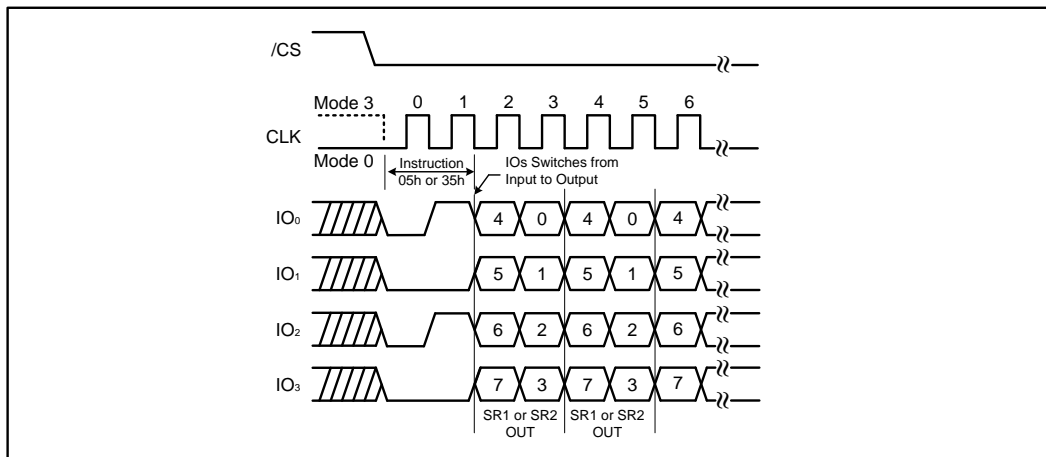 /CS
Mode 3 0 1 2 3 4 5 6
CLK
Mode 0
Instruction
05h or 35h
IOs Switches from
Input to Output
IO₀ 4 0 4 0 4
IO₁ 5 1 5 1 5
IO₂ 6 2 6 2 6
IO₃ 7 3 7 3 7
SR1 or SR2
OUT
SR1 or SR2
OUT